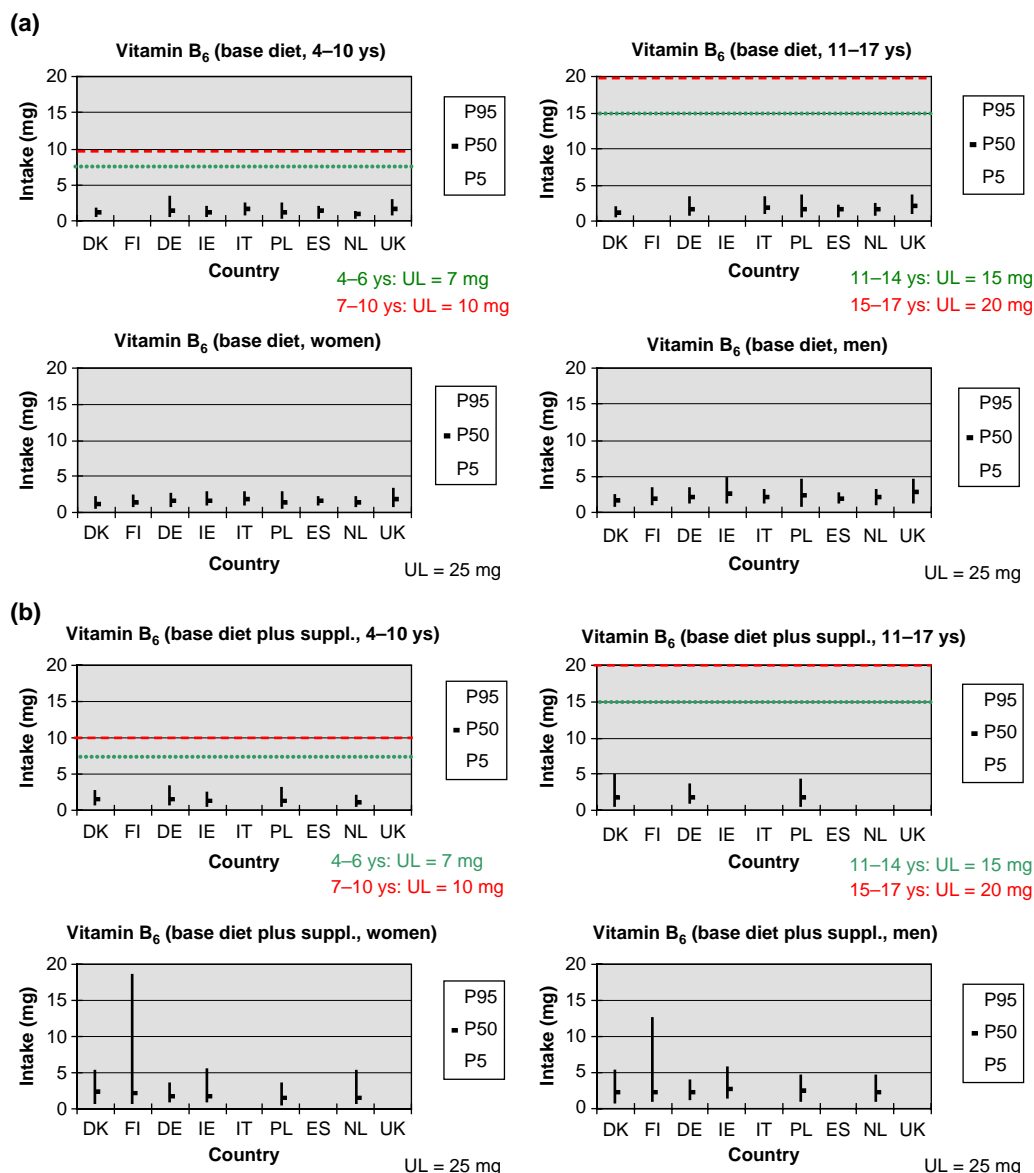 (a)
Vitamin B6 (base diet, 4–10 ys)
20
15
10
5
0
Intake (mg)
DK FI DE IE IT PL ES NL UK
Country
P95
P50
P5
4–6 ys: UL = 7 mg
7–10 ys: UL = 10 mg
Vitamin B6 (base diet, 11–17 ys)
20
15
10
5
0
Intake (mg)
DK FI DE IE IT PL ES NL UK
Country
P95
P50
P5
11–14 ys: UL = 15 mg
15–17 ys: UL = 20 mg
Vitamin B6 (base diet, women)
20
15
10
5
0
Intake (mg)
DK FI DE IE IT PL ES NL UK
Country
P95
P50
P5
UL = 25 mg
Vitamin B6 (base diet, men)
20
15
10
5
0
Intake (mg)
DK FI DE IE IT PL ES NL UK
Country
P95
P50
P5
UL = 25 mg
(b)
Vitamin B6 (base diet plus suppl., 4–10 ys)
20
15
10
5
0
Intake (mg)
DK FI DE IE IT PL ES NL UK
Country
P95
P50
P5
4–6 ys: UL = 7 mg
7–10 ys: UL = 10 mg
Vitamin B6 (base diet plus suppl., 11–17 ys)
20
15
10
5
0
Intake (mg)
DK FI DE IE IT PL ES NL UK
Country
P95
P50
P5
11–14 ys: UL = 15 mg
15–17 ys: UL = 20 mg
Vitamin B6 (base diet plus suppl., women)
20
15
10
5
0
Intake (mg)
DK FI DE IE IT PL ES NL UK
Country
P95
P50
P5
UL = 25 mg
Vitamin B6 (base diet plus suppl., men)
20
15
10
5
0
Intake (mg)
DK FI DE IE IT PL ES NL UK
Country
P95
P50
P5
UL = 25 mg